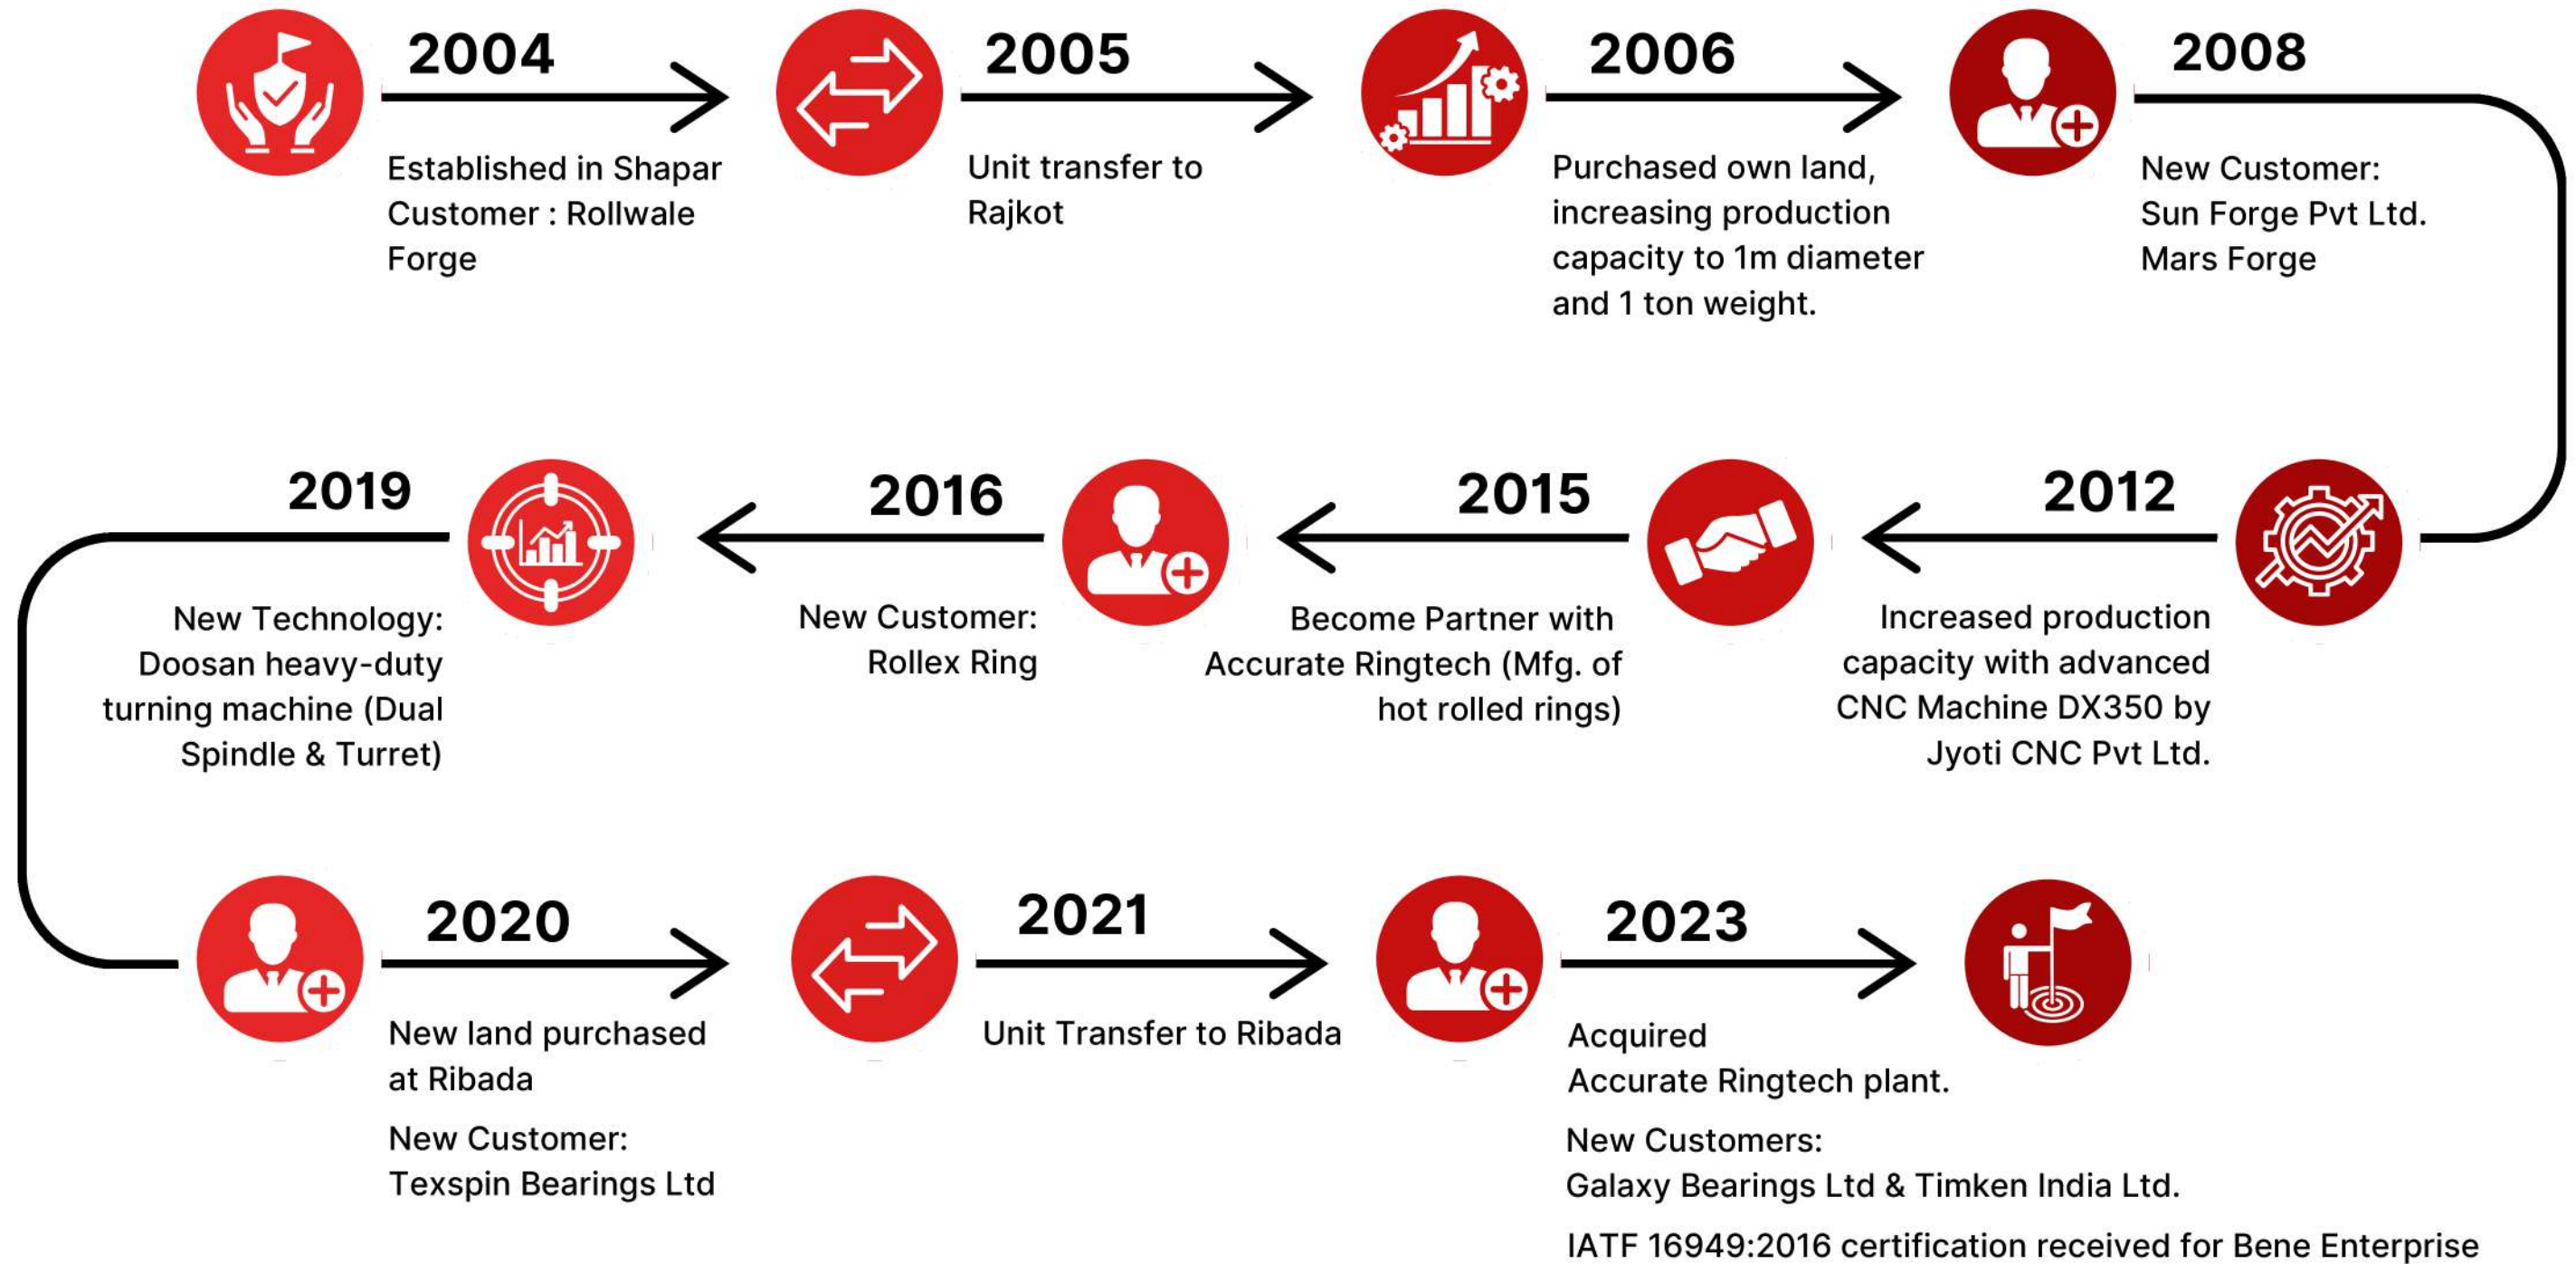 2004
Established in Shapar
Customer : Rollwale
Forge
2005
Unit transfer to
Rajkot
2006
Purchased own land,
increasing production
capacity to 1m diameter
and 1 ton weight.
2008
New Customer:
Sun Forge Pvt Ltd.
Mars Forge
2012
Increased production
capacity with advanced
CNC Machine DX350 by
Jyoti CNC Pvt Ltd.
2015
Become Partner with
Accurate Ringtech (Mfg. of
hot rolled rings)
2016
New Customer:
Rollex Ring
2019
New Technology:
Doosan heavy-duty
turning machine (Dual
Spindle & Turret)
2020
New land purchased
at Ribada
New Customer:
Texspin Bearings Ltd
2021
Unit Transfer to Ribada
2023
Acquired
Accurate Ringtech plant.
New Customers:
Galaxy Bearings Ltd & Timken India Ltd.
IATF 16949:2016 certification received for Bene Enterprise